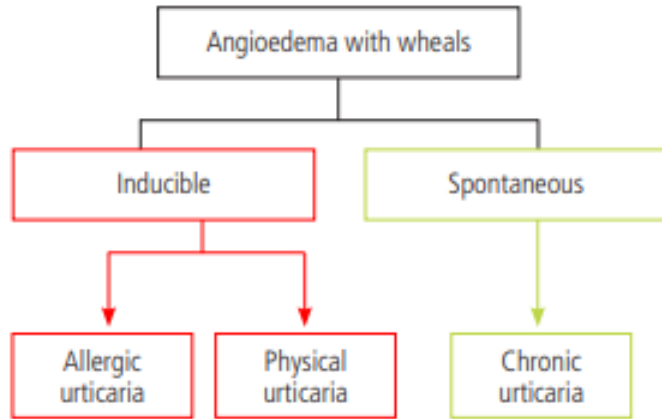 Angioedema with wheals
Inducible
Spontaneous
Allergic
urticaria
Physical
urticaria
Chronic
urticaria